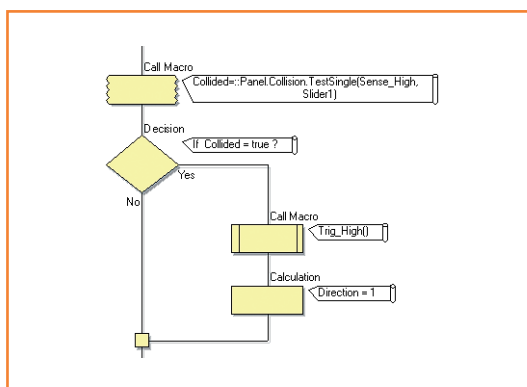 Call Macro
Collided=::Panel.Collision.TestSingle(Sense_High,
Slider1)
Decision
If Collided = true ?
Yes
No
Call Macro
Trig_High()
Calculation
Direction = 1